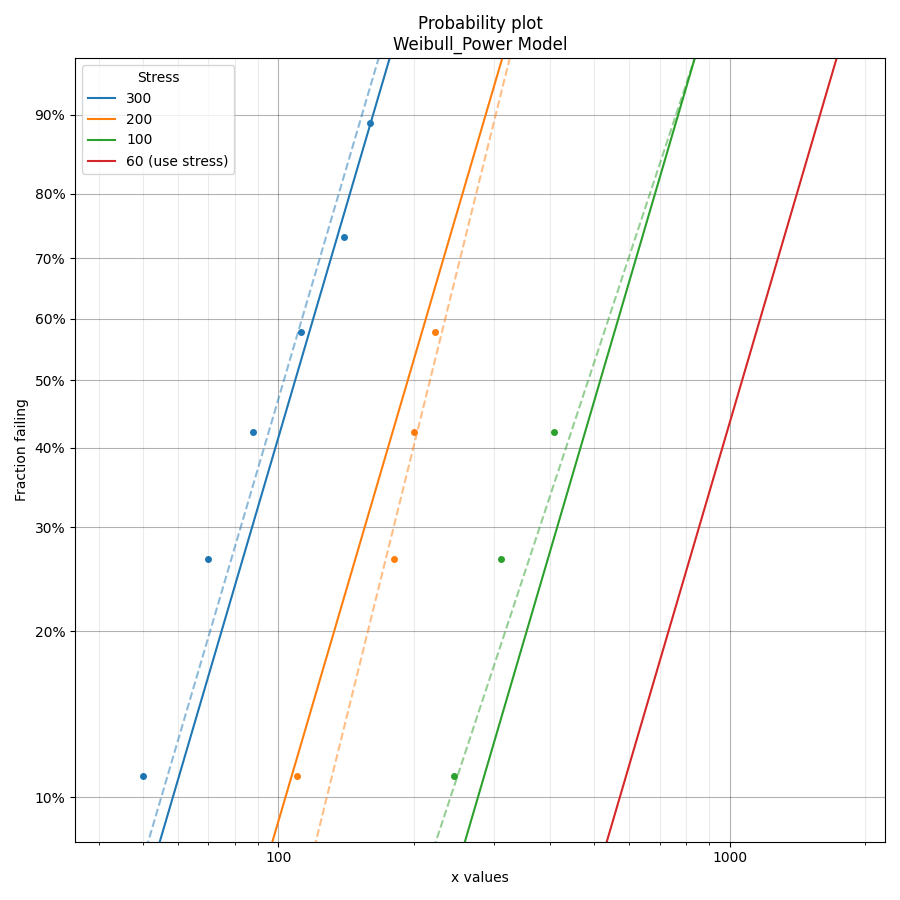 Probability plot
Weibull_Power Model
Stress
300
200
100
60 (use stress)
90%
80%
70%
60%
50%
40%
30%
20%
10%
Fraction failing
100
1000
x values